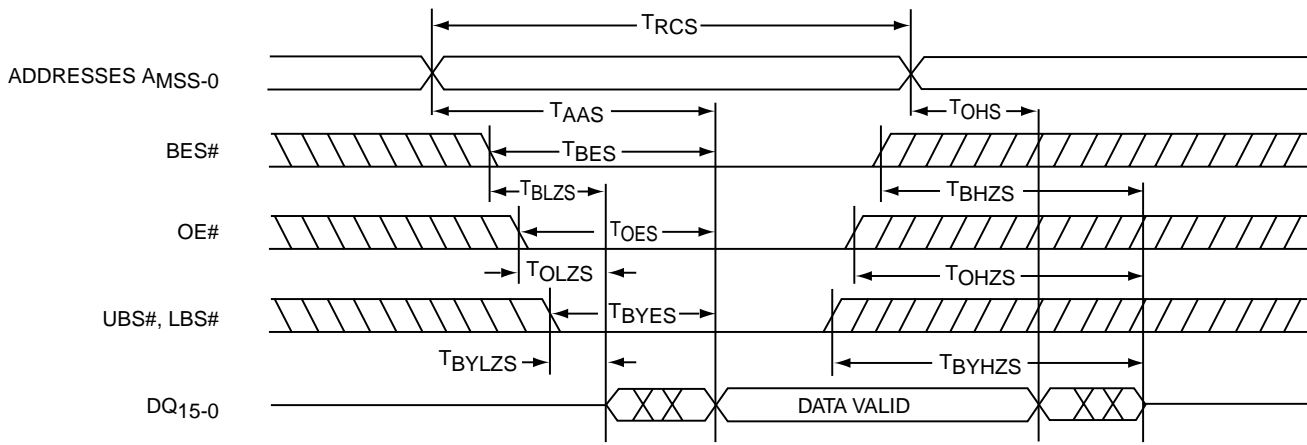 TRCS
ADDRESSES AMSS-0
TAAS
TOHS
BES#
TBES
TBLZS
TBHZS
OE#
TOES
TOLZS
TOHZS
UBS#, LBS#
TBYES
TBYLZS
TBYHZS
DQ15-0
DATA VALID